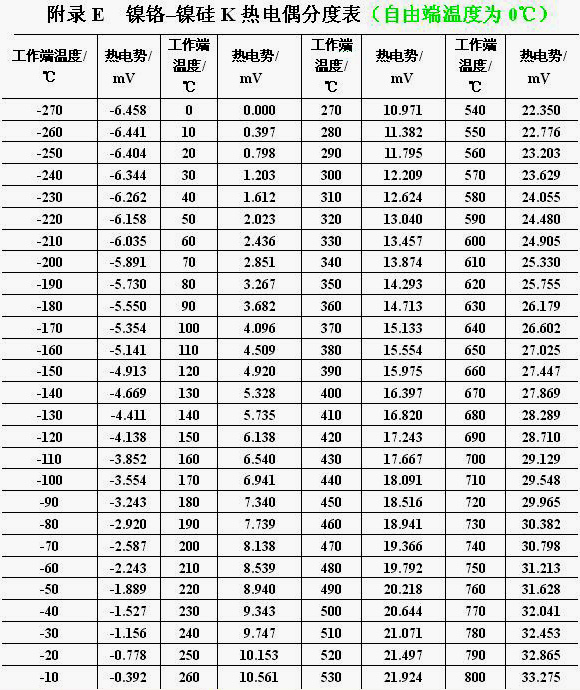 附录 E 镍铬–镍硅 K 热电偶分度表（自由端温度为 0℃）
工作端温度/℃ 热电势/mV 工作端温度/℃ 热电势/mV 工作端温度/℃ 热电势/mV 工作端温度/℃ 热电势/mV
-270 -6.458 0 0.000 270 10.971 540 22.350
-260 -6.441 10 0.397 280 11.382 550 22.776
-250 -6.404 20 0.798 290 11.795 560 23.203
-240 -6.344 30 1.203 300 12.209 570 23.629
-230 -6.262 40 1.612 310 12.624 580 24.055
-220 -6.158 50 2.023 320 13.040 590 24.480
-210 -6.035 60 2.436 330 13.457 600 24.905
-200 -5.891 70 2.851 340 13.874 610 25.330
-190 -5.730 80 3.267 350 14.293 620 25.755
-180 -5.550 90 3.682 360 14.713 630 26.179
-170 -5.354 100 4.096 370 15.133 640 26.602
-160 -5.141 110 4.509 380 15.554 650 27.025
-150 -4.913 120 4.920 390 15.975 660 27.447
-140 -4.669 130 5.328 400 16.397 670 27.869
-130 -4.411 140 5.735 410 16.820 680 28.289
-120 -4.138 150 6.138 420 17.243 690 28.710
-110 -3.852 160 6.540 430 17.667 700 29.129
-100 -3.554 170 6.941 440 18.091 710 29.548
-90 -3.243 180 7.340 450 18.516 720 29.965
-80 -2.920 190 7.739 460 18.941 730 30.382
-70 -2.587 200 8.138 470 19.366 740 30.798
-60 -2.243 210 8.539 480 19.792 750 31.213
-50 -1.889 220 8.940 490 20.218 760 31.628
-40 -1.527 230 9.343 500 20.644 770 32.041
-30 -1.156 240 9.747 510 21.071 780 32.453
-20 -0.778 250 10.153 520 21.497 790 32.865
-10 -0.392 260 10.561 530 21.924 800 33.275